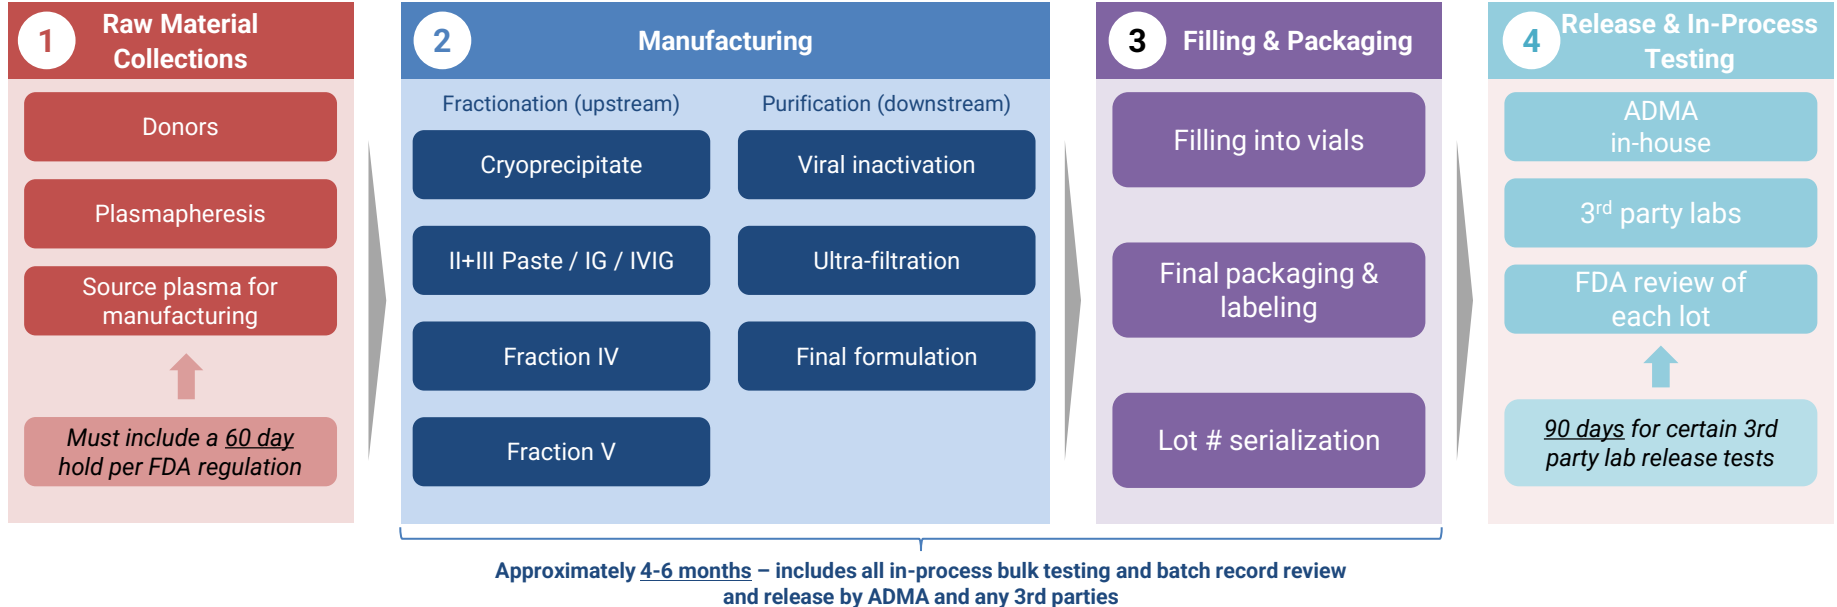 1
Raw Material
Collections
Donors
Plasmapheresis
Source plasma for
manufacturing
Must include a 60 day
hold per FDA regulation
2
Manufacturing
Fractionation (upstream)
Cryoprecipitate
II+III Paste / IG / IVIG
Fraction IV
Fraction V
Purification (downstream)
Viral inactivation
Ultra-filtration
Final formulation
3
Filling & Packaging
Filling into vials
Final packaging &
labeling
Lot # serialization
4
Release & In-Process
Testing
ADMA
in-house
3rd party labs
FDA review of
each lot
90 days for certain 3rd
party lab release tests
Approximately 4-6 months – includes all in-process bulk testing and batch record review
and release by ADMA and any 3rd parties